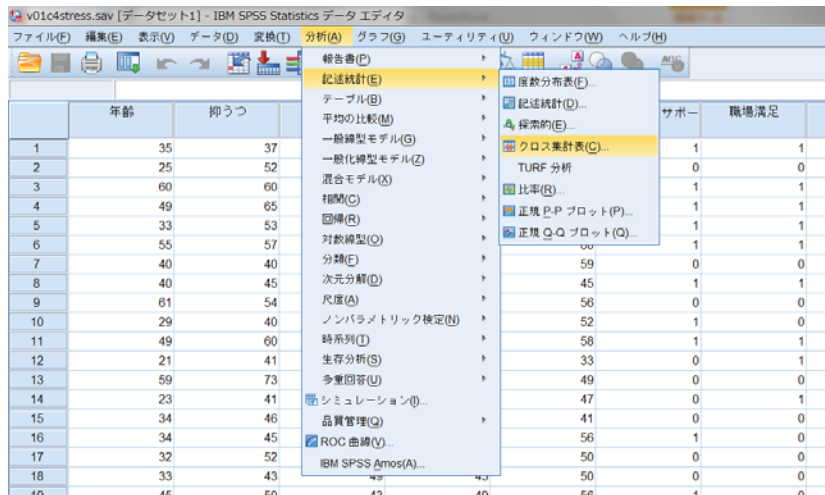 v01c4stress.sav [データセット1] - IBM SPSS Statistics データ エディタ
ファイル(F) 編集(E) 表示(V) データ(D) 変換(T) 分析(A) グラフ(G) ユーティリティ(U) ウィンドウ(W) ヘルプ(H)
報告書(P)
記述統計(E)
テーブル(B)
平均の比較(M)
一般線型モデル(G)
一般化線型モデル(Z)
混合モデル(X)
相関(C)
回帰(R)
対数線型(O)
分類(F)
次元分解(D)
尺度(A)
ノンパラメトリック検定(N)
時系列(T)
生存分析(S)
多重回答(U)
シミュレーション(I)...
品質管理(Q)
ROC 曲線(V)...
IBM SPSS Amos(A)...
度数分布表(F)...
記述統計(D)...
探索的(E)...
クロス集計表(C)...
TURF 分析
比率(R)...
正規 P-P プロット(P)...
正規 Q-Q プロット(Q)...
年齢 抑うつ サポー 職場満足
1 35 37 1 1
2 25 52 0 0
3 60 60 1 1
4 49 65 1 1
5 33 53 1 1
6 55 57 1 1
7 40 40 59 0 0
8 40 45 45 1 1
9 61 54 56 0 0
10 29 40 52 1 0
11 49 60 58 1 1
12 21 41 33 0 1
13 59 73 49 0 0
14 23 41 47 0 1
15 34 46 41 0 0
16 34 45 56 1 0
17 32 52 50 0 0
18 33 43 49 43 50 0 0